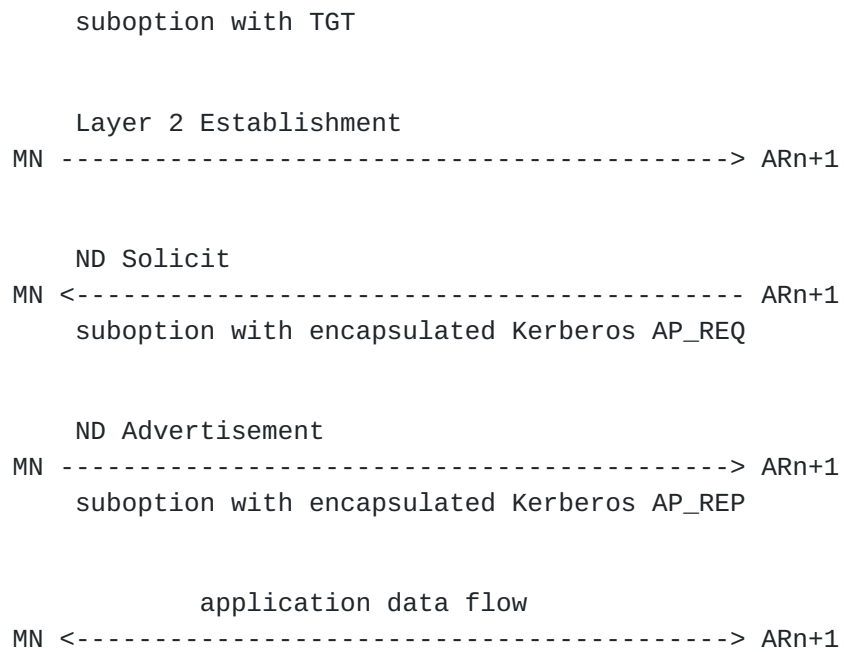 suboption with TGT
Layer 2 Establishment
MN -------------------------------------------> ARn+1
ND Solicit
MN <------------------------------------------- ARn+1
suboption with encapsulated Kerberos AP_REQ
ND Advertisement
MN -------------------------------------------> ARn+1
suboption with encapsulated Kerberos AP_REP
application data flow
MN <------------------------------------------> ARn+1